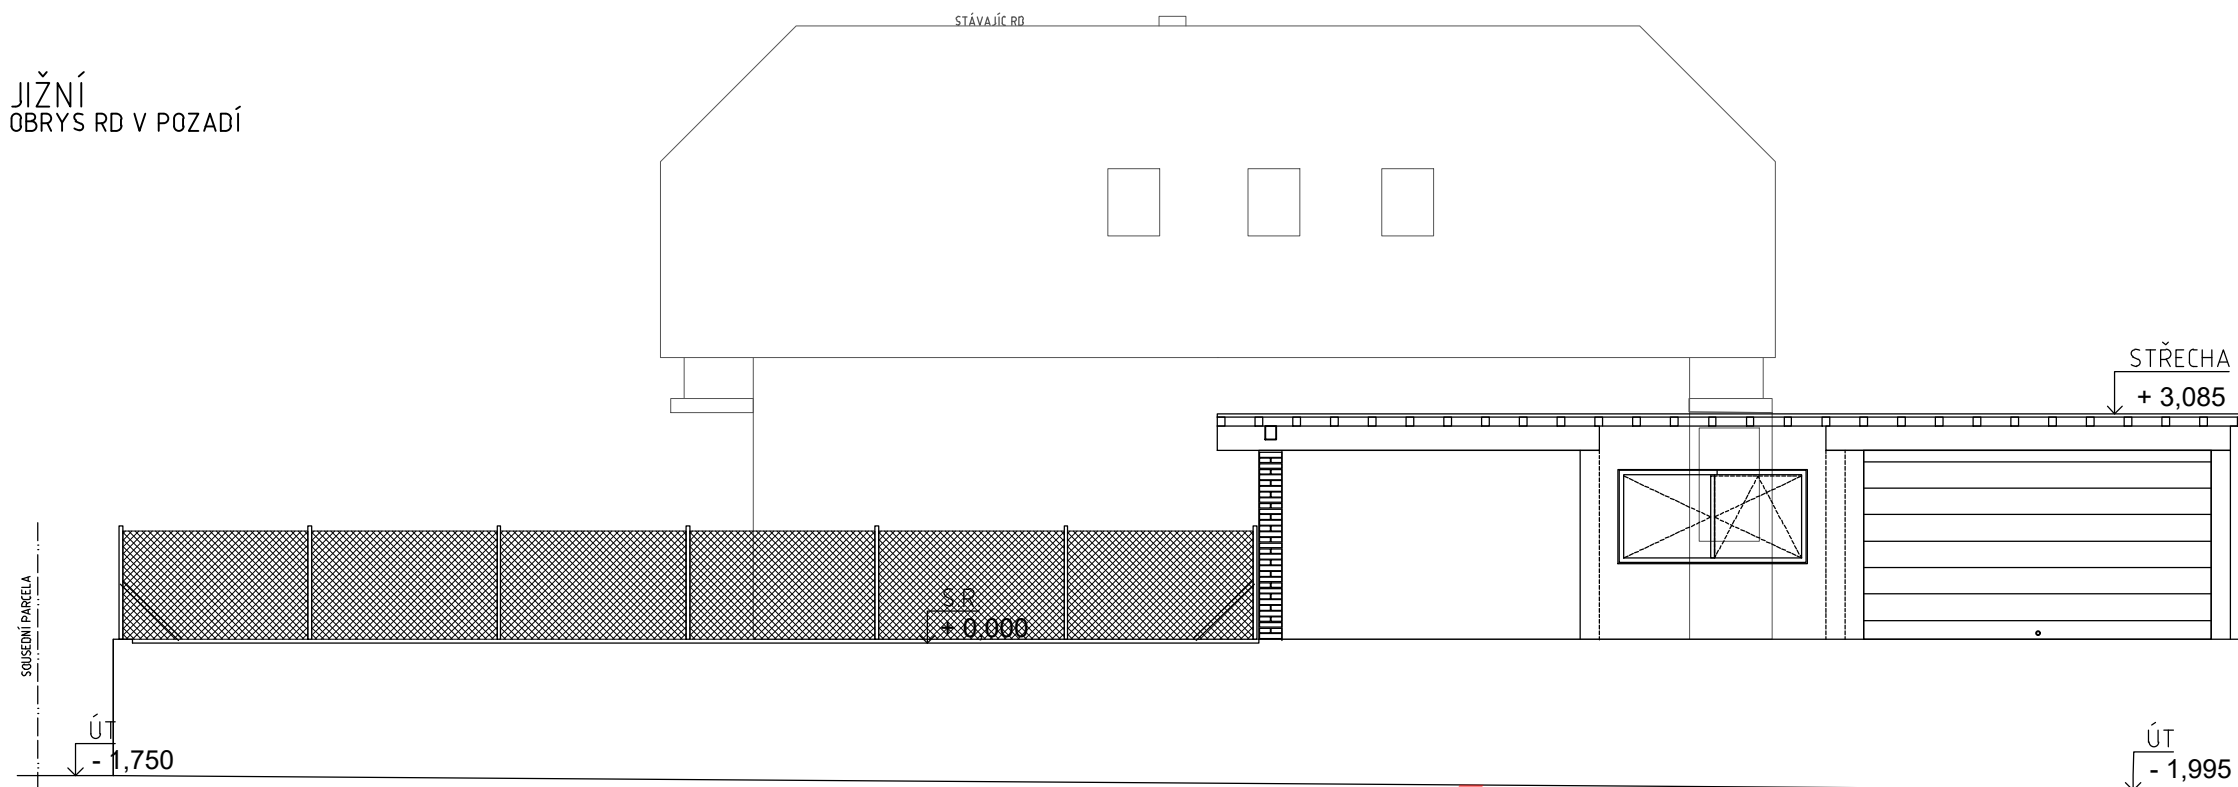 STÁVAJÍC RD
JIŽNÍ
OBRYS RD V POZADÍ
STŘECHA
+ 3,085
SOUSEDNÍ PARCELA
S.R
+ 0,000
ÚT
- 1,750
ÚT
- 1,995